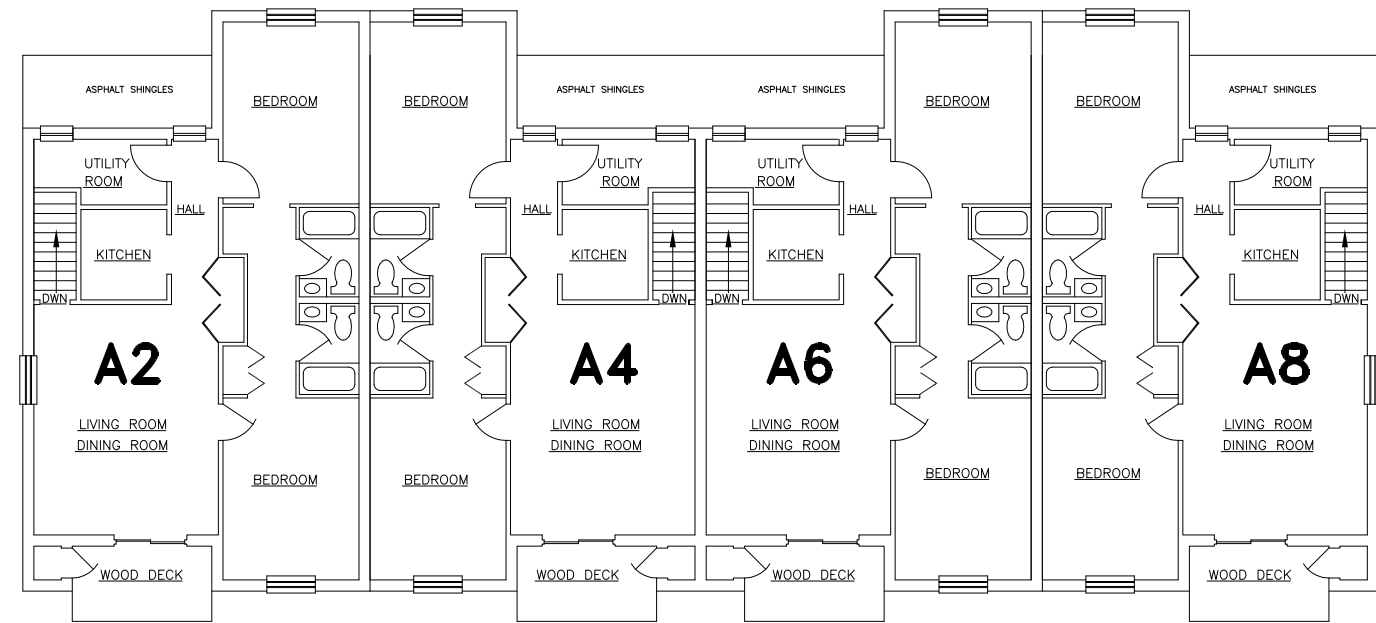 ASPHALT SHINGLES
ASPHALT SHINGLES
ASPHALT SHINGLES
ASPHALT SHINGLES
BEDROOM
BEDROOM
BEDROOM
BEDROOM
UTILITY
ROOM
UTILITY
ROOM
UTILITY
ROOM
UTILITY
ROOM
HALL
HALL
HALL
HALL
KITCHEN
KITCHEN
KITCHEN
KITCHEN
DWN
DWN
DWN
DWN
A2
A4
A6
A8
LIVING ROOM
DINING ROOM
LIVING ROOM
DINING ROOM
LIVING ROOM
DINING ROOM
LIVING ROOM
DINING ROOM
BEDROOM
BEDROOM
BEDROOM
BEDROOM
WOOD DECK
WOOD DECK
WOOD DECK
WOOD DECK